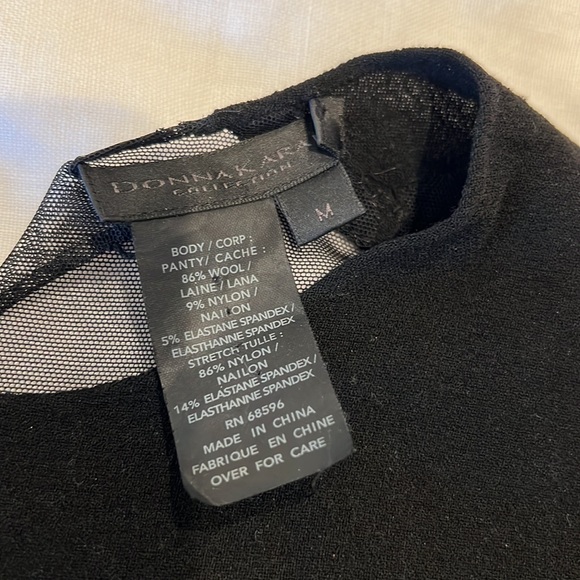 DONNA KARA
COLLECTION
M
BODY / CORP :
PANTY/ CACHE :
86% WOOL /
LAINE / LANA
9% NYLON /
NAILON
5% ELASTANE SPANDEX/
ELASTHANNE SPANDEX
STRETCH TULLE :
86% NYLON /
NAILON
14% ELASTANE SPANDEX/
ELASTHANNE SPANDEX
RN 68596
MADE IN CHINA
FABRIQUE EN CHINE
OVER FOR CARE